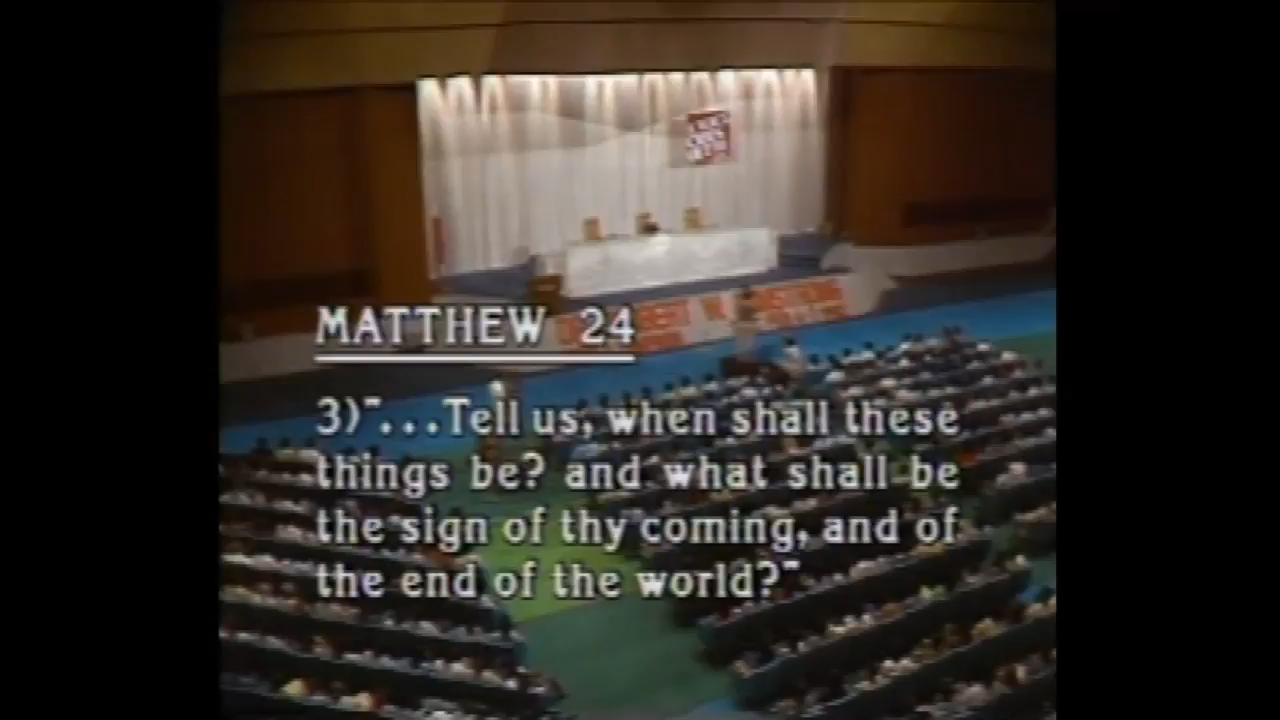 MATTHEW 24
3)"...Tell us, when shall these
things be? and what shall be
the sign of thy coming, and of
the end of the world?"